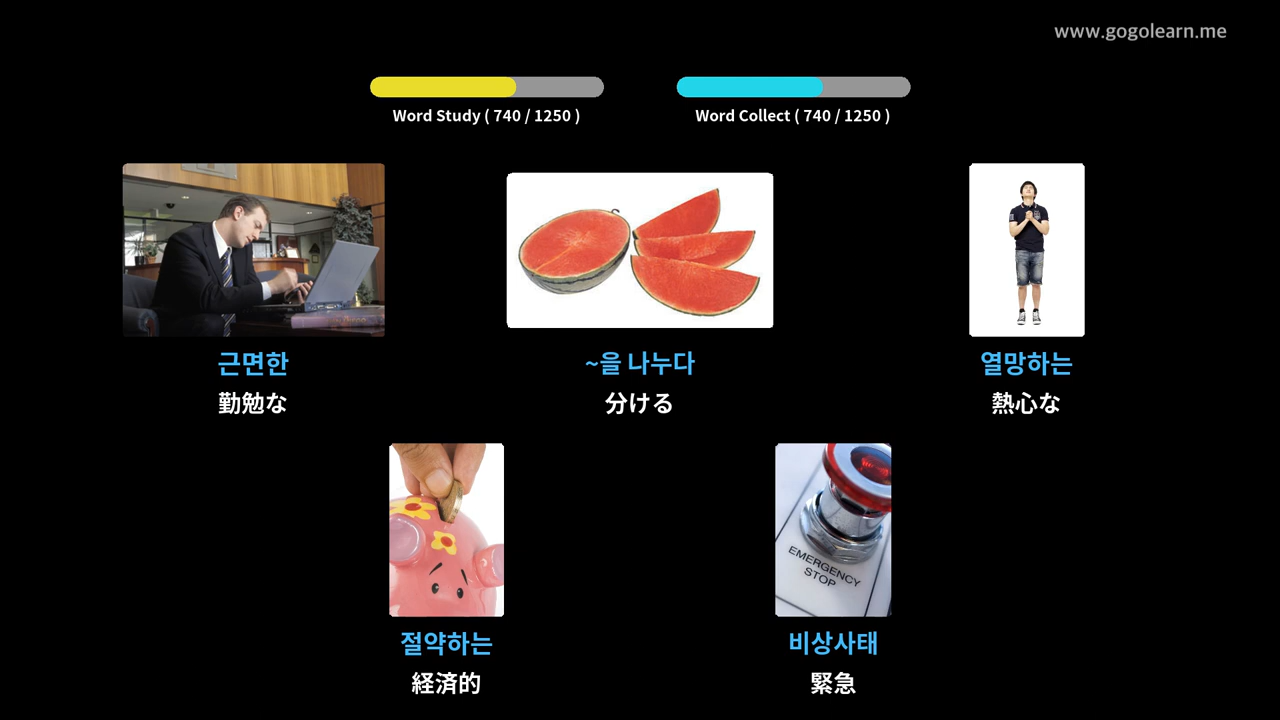 www.gogolearn.me
Word Study ( 740 / 1250 )
Word Collect ( 740 / 1250 )
근면한
勤勉な
~을 나누다
分ける
열망하는
熱心な
EMERGENCY
STOP
절약하는
経済的
비상사태
緊急